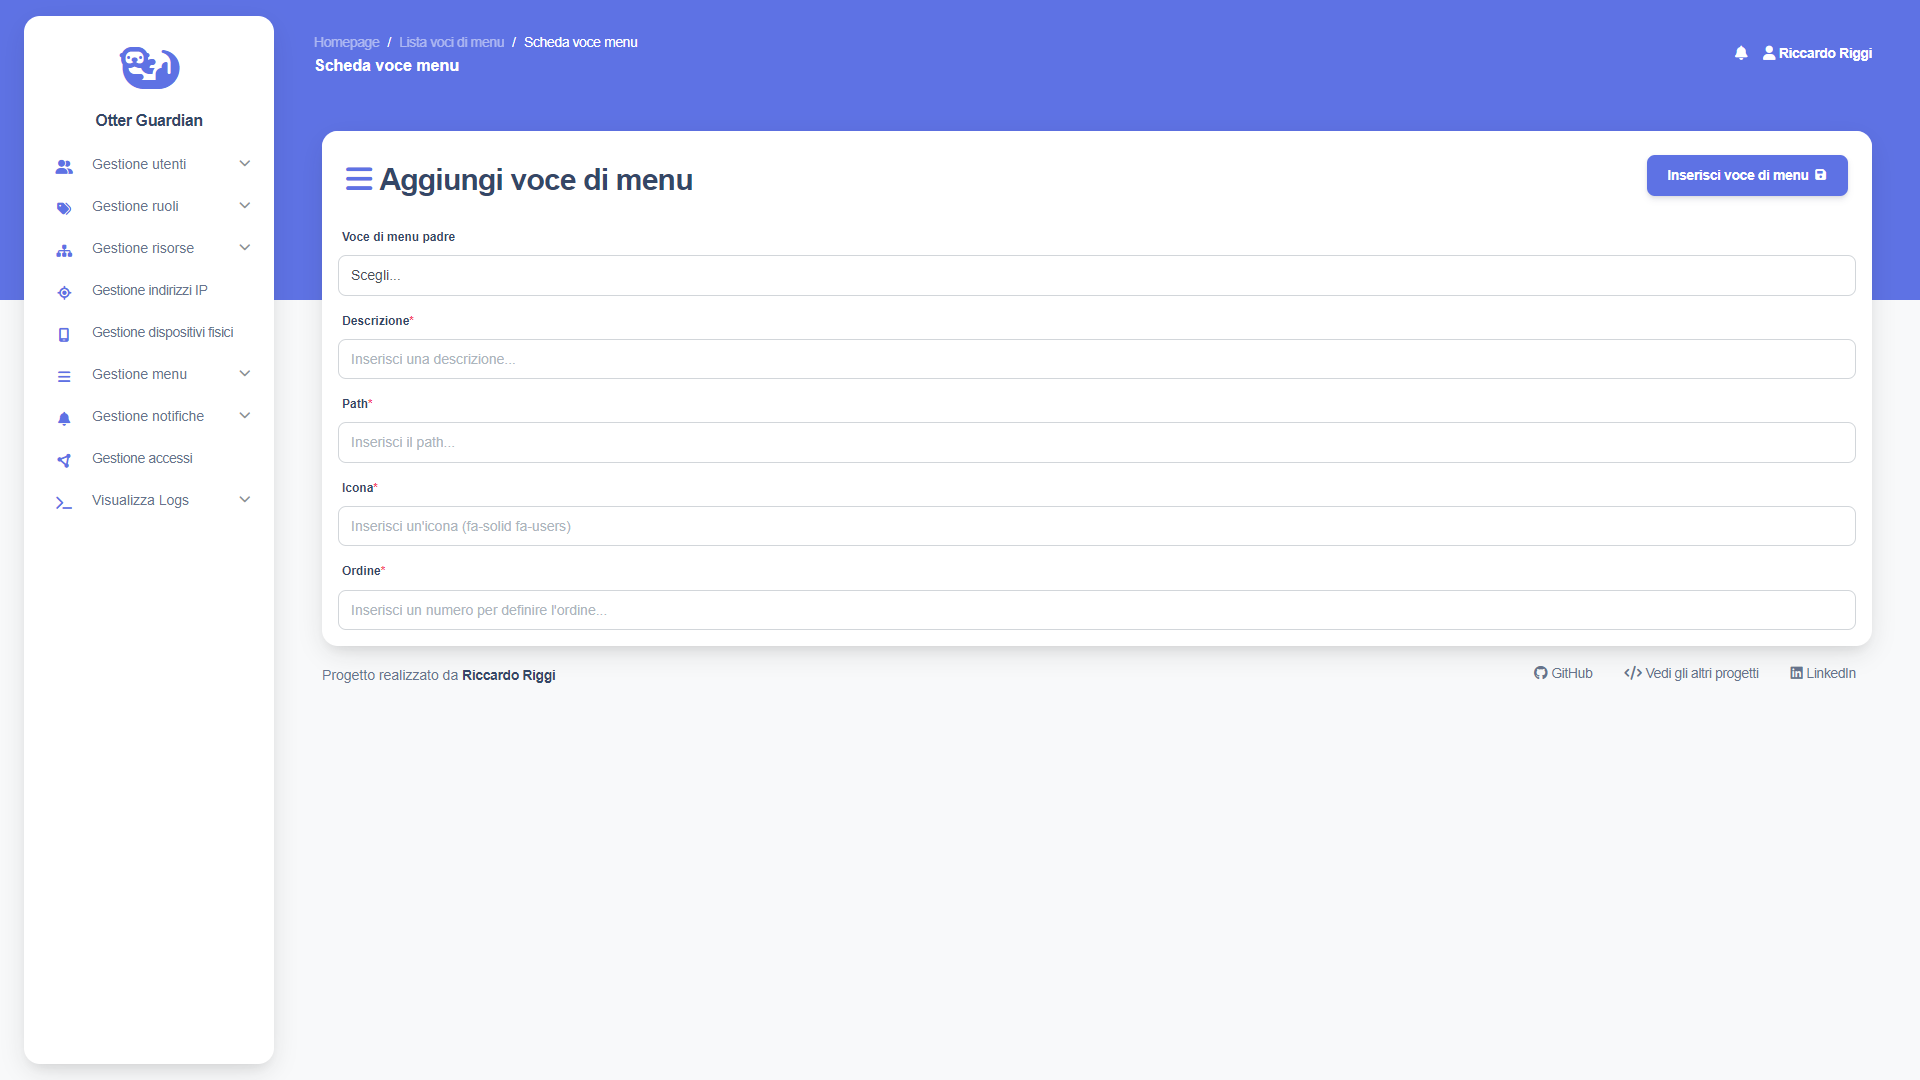 Otter Guardian
Gestione utenti
Gestione ruoli
Gestione risorse
Gestione indirizzi IP
Gestione dispositivi fisici
Gestione menu
Gestione notifiche
Gestione accessi
Visualizza Logs
Homepage / Lista voci di menu / Scheda voce menu
Scheda voce menu
Riccardo Riggi
Aggiungi voce di menu
Inserisci voce di menu
Voce di menu padre
Scegli...
Descrizione*
Inserisci una descrizione...
Path*
Inserisci il path...
Icona*
Inserisci un'icona (fa-solid fa-users)
Ordine*
Inserisci un numero per definire l'ordine...
Progetto realizzato da Riccardo Riggi
GitHub
Vedi gli altri progetti
LinkedIn